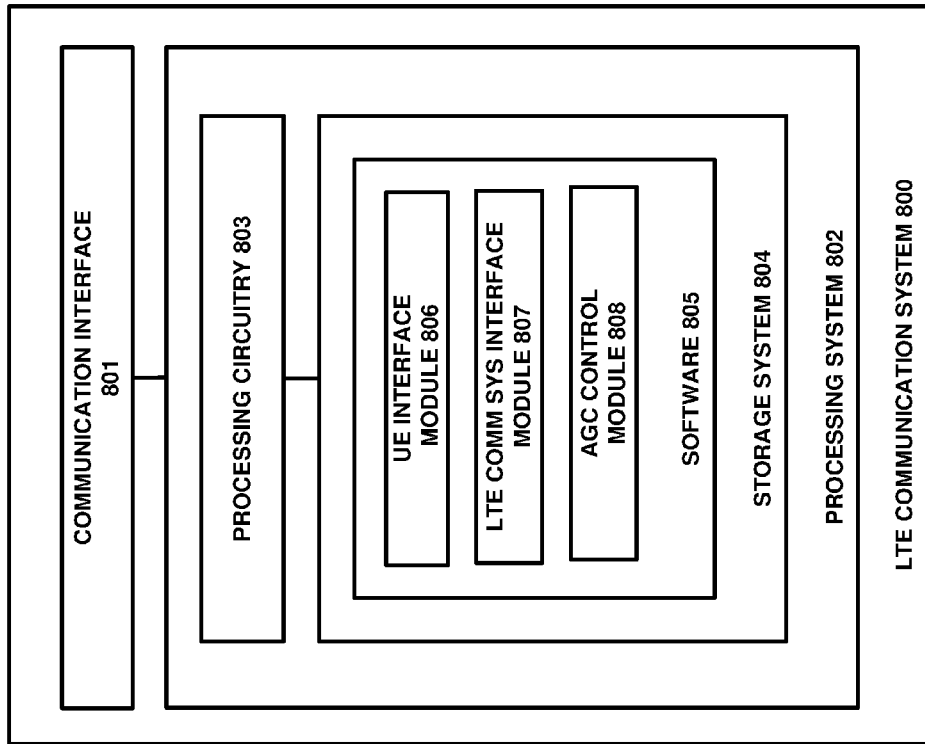 COMMUNICATION INTERFACE
801
PROCESSING CIRCUITRY 803
UE INTERFACE
MODULE 806
LTE COMM SYS INTERFACE
MODULE 807
AGC CONTROL
MODULE 808
SOFTWARE 805
STORAGE SYSTEM 804
PROCESSING SYSTEM 802
LTE COMMUNICATION SYSTEM 800